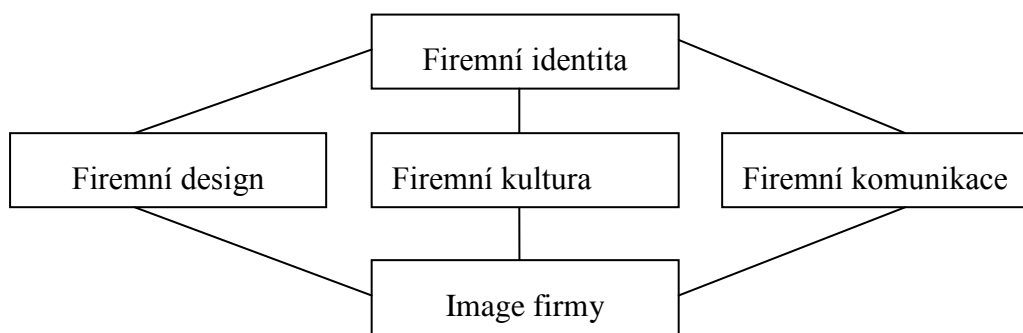 Firemní identita
Firemní design
Firemní kultura
Firemní komunikace
Image firmy